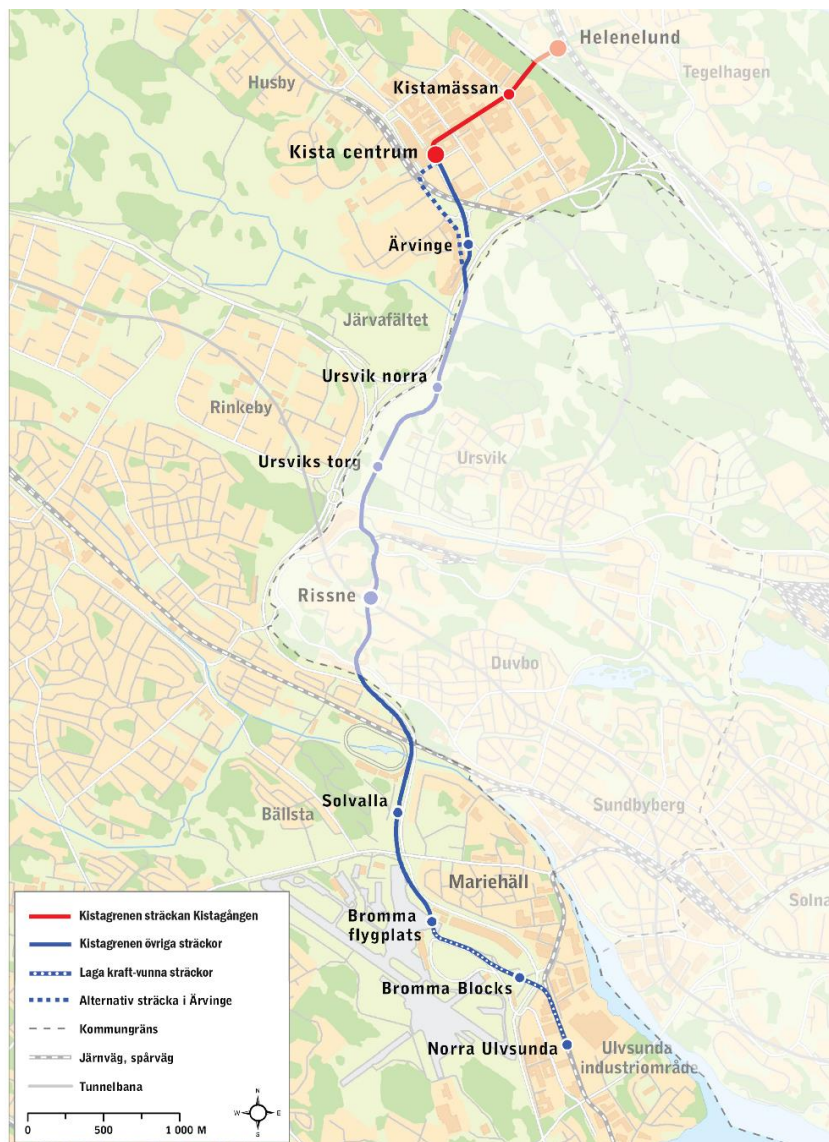 Helenelund
Tegelhagen
Husby
Kistamässan
Kista centrum
Ärvinge
Järvafältet
Ursvik norra
Rinkeby
Ursviks torg
Ursvik
Rissne
Duvbo
Solvalla
Bällsta
Sundbyberg
Mariehäll
Solna
Bromma
flygplats
Bromma Blocks
Norra Ulvsunda
Ulvsunda
industriområde
Kistagrenen sträckan Kistagången
Kistagrenen övriga sträckor
Laga kraft-vunna sträckor
Alternativ sträcka i Ärvinge
Kommungräns
Järnväg, spårväg
Tunnelbana
N
W E
S
0 500 1 000 M